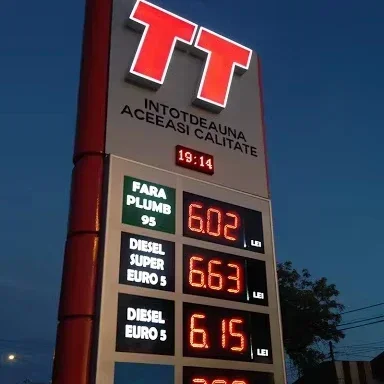 TT
INTOTDEAUNA
ACEEASI CALITATE
19:14
FARA
PLUMB
95
6.02 LEI
DIESEL
SUPER
EURO 5
6.63 LEI
DIESEL
EURO 5
6.15 LEI